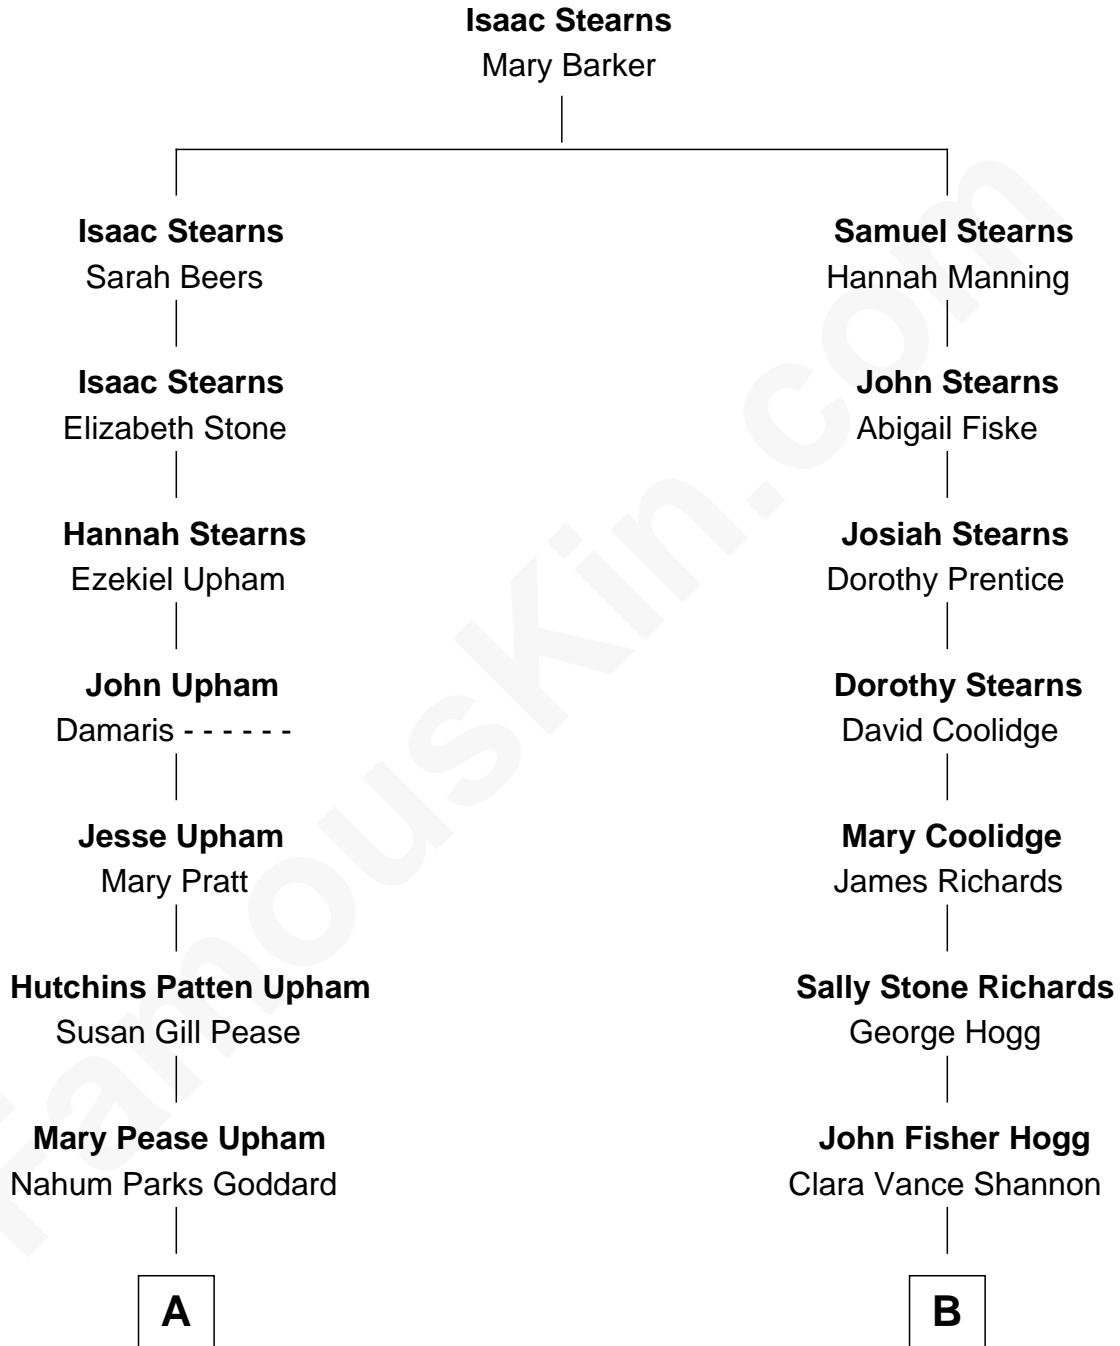 Isaac Stearns
Mary Barker
Isaac Stearns
Sarah Beers
Samuel Stearns
Hannah Manning
Isaac Stearns
Elizabeth Stone
John Stearns
Abigail Fiske
Hannah Stearns
Ezekiel Upham
Josiah Stearns
Dorothy Prentice
John Upham
Damaris - - - - - -
Dorothy Stearns
David Coolidge
Jesse Upham
Mary Pratt
Mary Coolidge
James Richards
Hutchins Patten Upham
Susan Gill Pease
Sally Stone Richards
George Hogg
Mary Pease Upham
Nahum Parks Goddard
John Fisher Hogg
Clara Vance Shannon
A
B
FamousKin.com